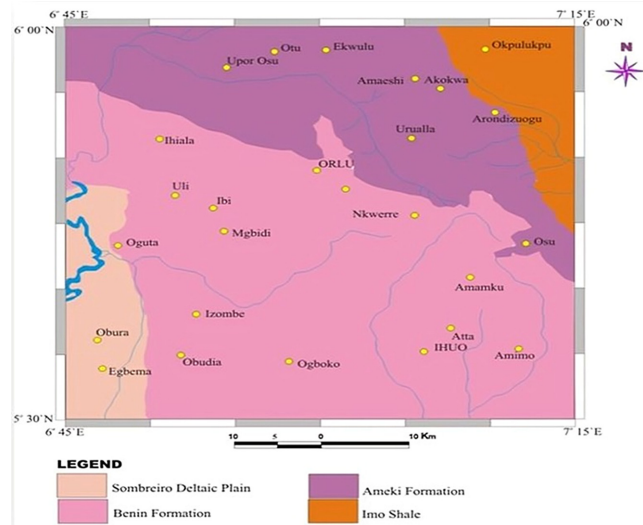 6° 45´E
7° 15´E
6° 00´N
6° 00´N
N
Otu
Ekwulu
Okpulukpu
Upor Osu
Amaeshi
Akokwa
Arondizuogu
Urualla
Ihiala
ORLU
Uli
Ibi
Nkwerre
Mgbidi
Oguta
Osu
Amamku
Izombe
Obura
Atta
IHUO
Amimo
Obudia
Ogboko
Egbema
5° 30´N
6° 45´E
7° 15´E
10 5 0 10 Km
LEGEND
Sombreiro Deltaic Plain
Ameki Formation
Benin Formation
Imo Shale